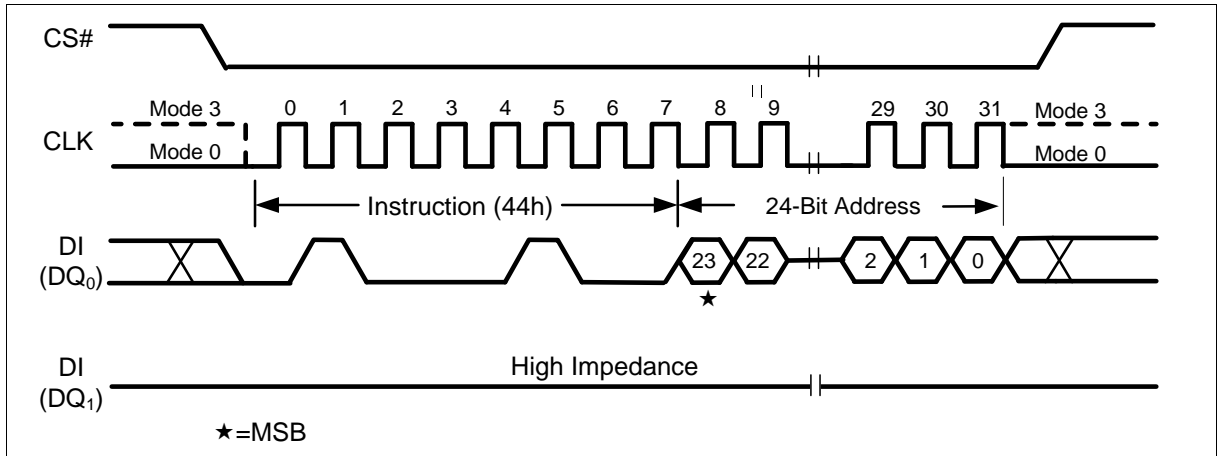 CS#
CLK
Mode 3
Mode 0
0 1 2 3 4 5 6 7 8 9 29 30 31
Mode 3
Mode 0
Instruction (44h)
24-Bit Address
DI
(DQ0)
23 22 2 1 0
★
DI
(DQ1)
High Impedance
★=MSB